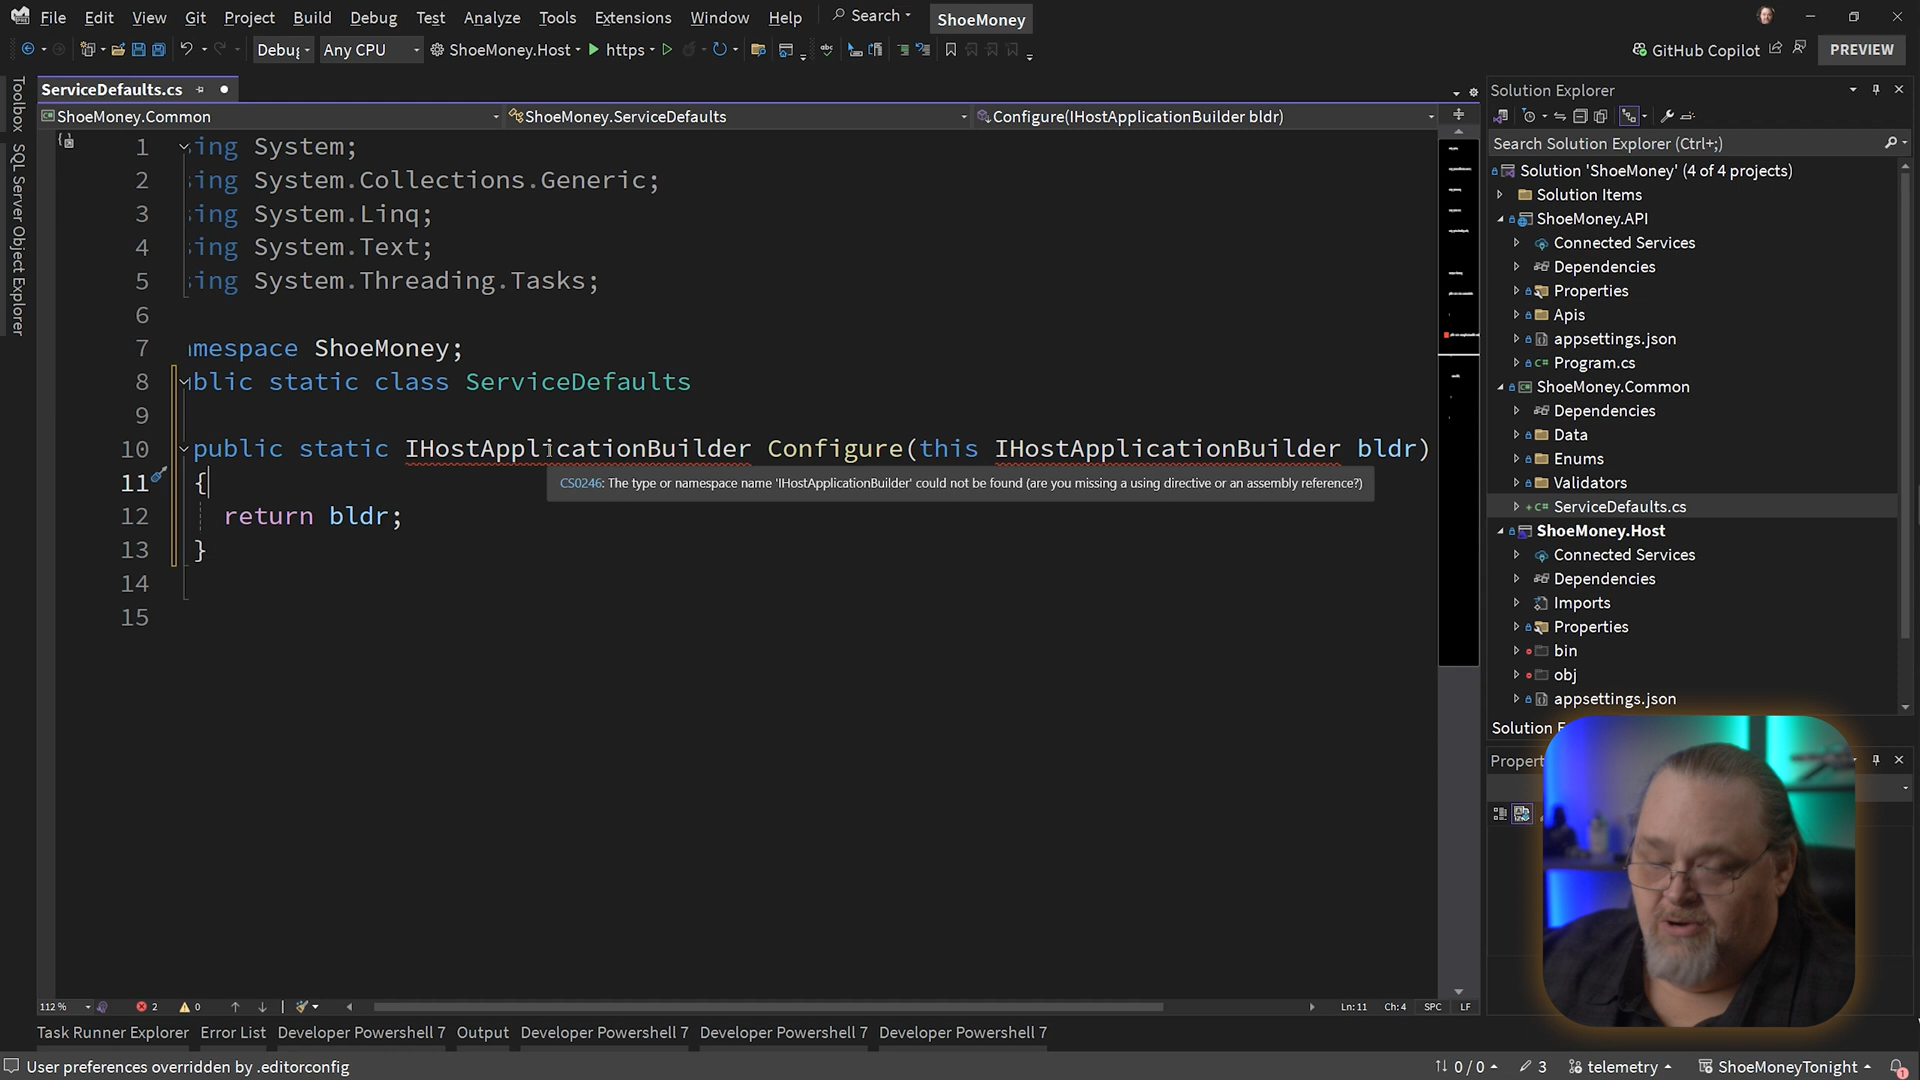 File Edit View Git Project Build Debug Test Analyze Tools Extensions Window Help Search ShoeMoney
Debug Any CPU ShoeMoney.Host https GitHub Copilot PREVIEW
Toolbox
SQL Server Object Explorer
ServiceDefaults.cs
ShoeMoney.Common ShoeMoney.ServiceDefaults Configure(IHostApplicationBuilder bldr)
1 ing System;
2 ing System.Collections.Generic;
3 ing System.Linq;
4 ing System.Text;
5 ing System.Threading.Tasks;
6
7 mespace ShoeMoney;
8 blic static class ServiceDefaults
9
10 public static IHostApplicationBuilder Configure(this IHostApplicationBuilder bldr)
11 {
CS0246: The type or namespace name 'IHostApplicationBuilder' could not be found (are you missing a using directive or an assembly reference?)
12 return bldr;
13 }
14
15
Solution Explorer
Search Solution Explorer (Ctrl+;)
Solution 'ShoeMoney' (4 of 4 projects)
Solution Items
ShoeMoney.API
Connected Services
Dependencies
Properties
Apis
appsettings.json
Program.cs
ShoeMoney.Common
Dependencies
Data
Enums
Validators
ServiceDefaults.cs
ShoeMoney.Host
Connected Services
Dependencies
Imports
Properties
bin
obj
appsettings.json
Solution E
Propert
112 % 2 0 Ln:11 Ch:4 SPC LF
Task Runner Explorer Error List Developer Powershell 7 Output Developer Powershell 7 Developer Powershell 7 Developer Powershell 7
User preferences overridden by .editorconfig 0 / 0 3 telemetry ShoeMoneyTonight 1